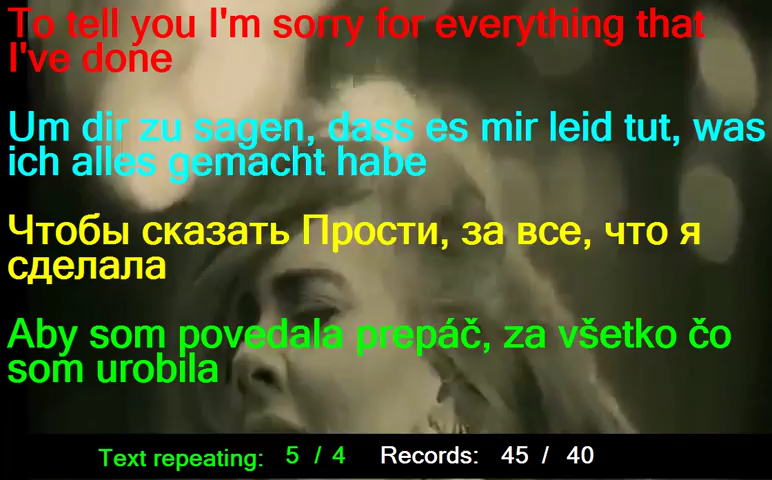 To tell you I'm sorry for everything that
I've done
Um dir zu sagen, dass es mir leid tut, was
ich alles gemacht habe
Чтобы сказать Прости, за все, что я
сделала
Aby som povedala prepáč, za všetko čo
som urobila
Text repeating: 5 / 4 Records: 45 / 40